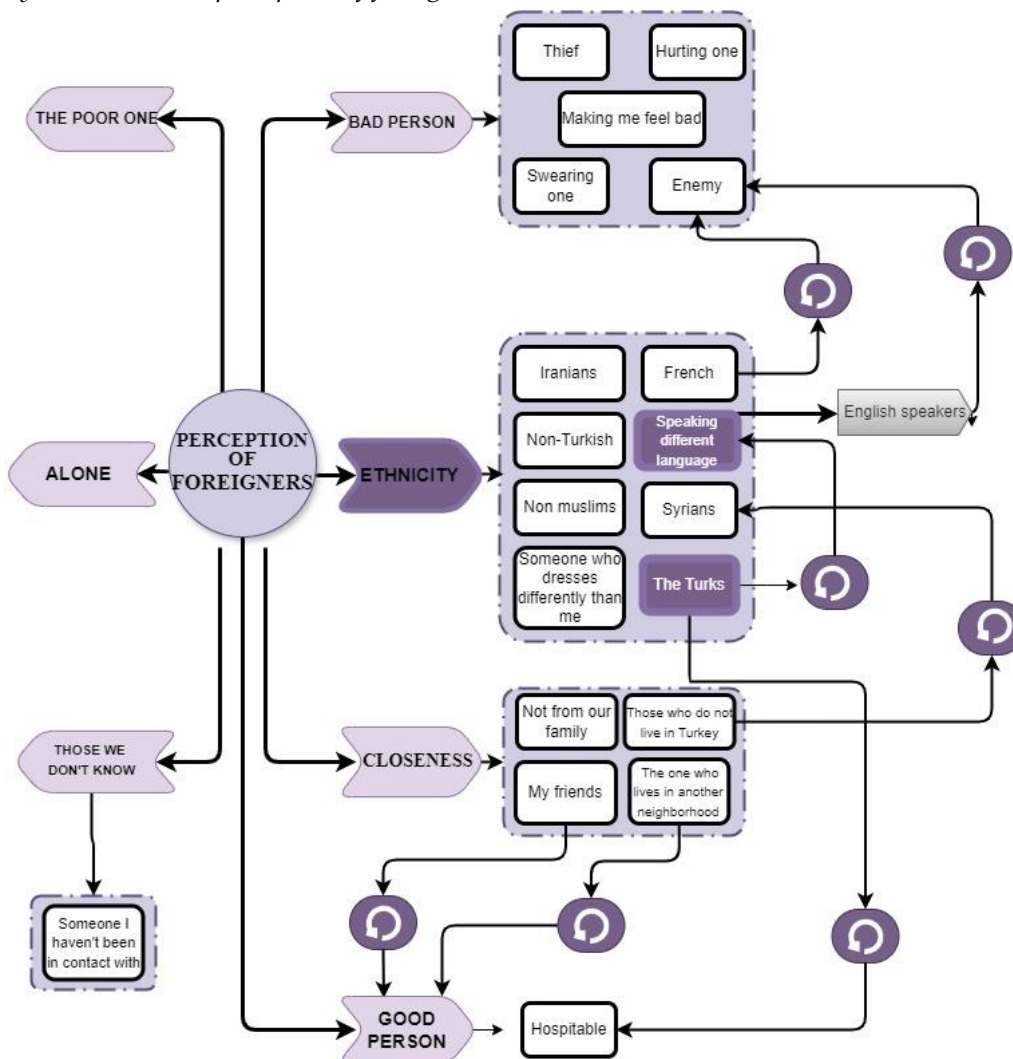 Thief
Hurting one
THE POOR ONE
BAD PERSON
Making me feel bad
Swearing
one
Enemy
Iranians
French
English speakers
PERCEPTION
OF
FOREIGNERS
Non-Turkish
Speaking
different
language
ALONE
ETHNICITY
Non muslims
Syrians
Someone who
dresses
differently than
me
The Turks
Not from our
family
Those who do not
live in Turkey
THOSE WE
DON'T KNOW
CLOSENESS
My friends
The one who
lives in another
neighborhood
Someone I
haven't been
in contact with
GOOD
PERSON
Hospitable